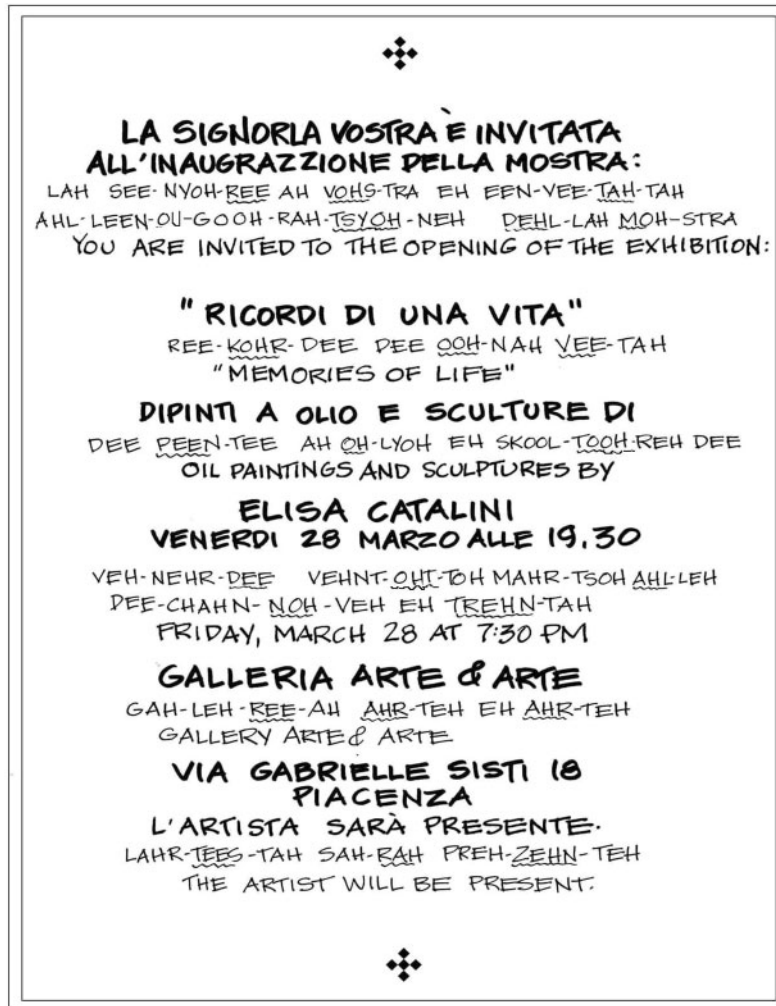 LA SIGNORLA VOSTRA È INVITATA
ALL'INAUGRAZZIONE DELLA MOSTRA:
LAH SEE-NYOH-REE AH VOHS-TRA EH EEN-VEE-TAH-TAH
AHL-LEEN-OU-GOOH-RAH-TSYOH-NEH DEHL-LAH MOH-STRA
YOU ARE INVITED TO THE OPENING OF THE EXHIBITION:
"RICORDI DI UNA VITA"
REE-KOHR-DEE DEE OOH-NAH VEE-TAH
"MEMORIES OF LIFE"
DIPINTI A OLIO E SCULTURE DI
DEE PEEN-TEE AH OH-LYOH EH SKOOL-TOOH-REH DEE
OIL PAINTINGS AND SCULPTURES BY
ELISA CATALINI
VENERDI 28 MARZO ALLE 19.30
VEH-NEHR-DEE VEHNT-OHT-TOH MAHR-TSOH AHL-LEH
DEE-CHAHN-NOH-VEH EH TREHN-TAH
FRIDAY, MARCH 28 AT 7:30 PM
GALLERIA ARTE & ARTE
GAH-LEH-REE-AH AHR-TEH EH AHR-TEH
GALLERY ARTE & ARTE
VIA GABRIELLE SISTI 18
PIACENZA
L'ARTISTA SARÀ PRESENTE.
LAHR-TEES-TAH SAH-RAH PREH-ZEHN-TEH
THE ARTIST WILL BE PRESENT.